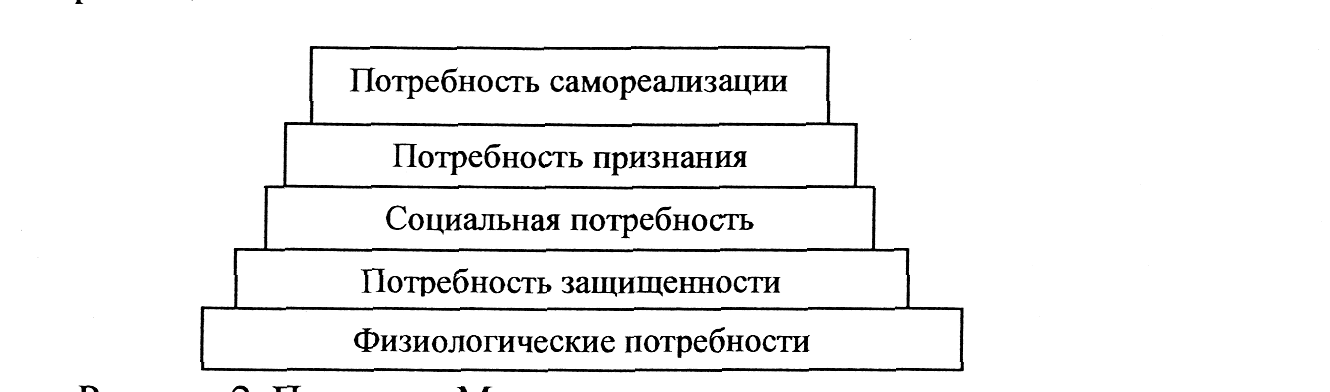 Потребность самореализации
Потребность признания
Социальная потребность
Потребность защищенности
Физиологические потребности